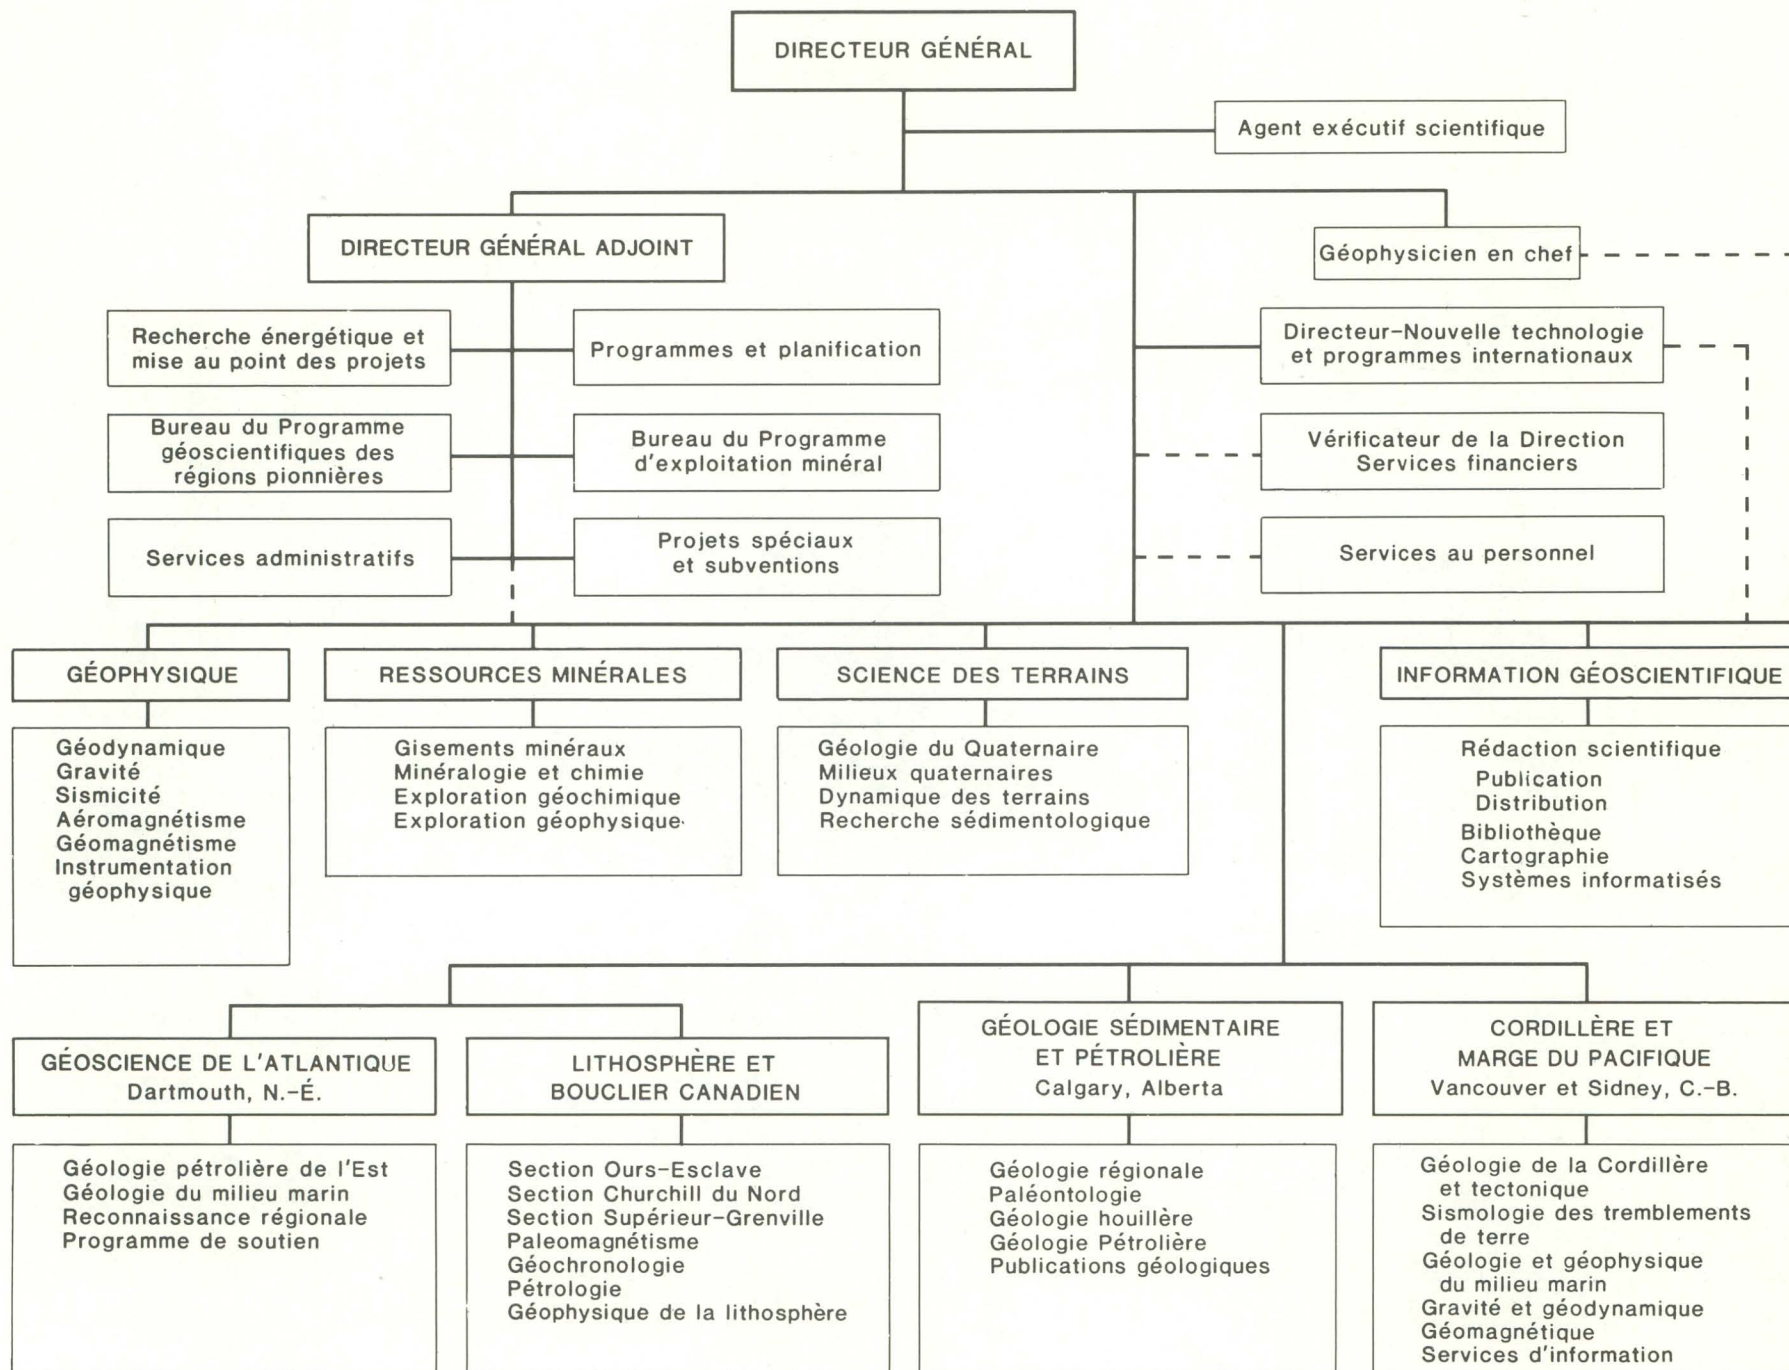 DIRECTEUR GÉNÉRAL
Agent exécutif scientifique
DIRECTEUR GÉNÉRAL ADJOINT
Géophysicien en chef
Recherche énergétique et
mise au point des projets
Programmes et planification
Directeur-Nouvelle technologie
et programmes internationaux
Bureau du Programme
géoscientifiques des
régions pionnières
Bureau du Programme
d'exploitation minéral
Vérificateur de la Direction
Services financiers
Services administratifs
Projets spéciaux
et subventions
Services au personnel
GÉOPHYSIQUE
Géodynamique
Gravité
Sismicité
Aéromagnétisme
Géomagnétisme
Instrumentation
géophysique
RESSOURCES MINÉRALES
Gisements minéraux
Minéralogie et chimie
Exploration géochimique
Exploration géophysique
SCIENCE DES TERRAINS
Géologie du Quaternaire
Milieux quaternaires
Dynamique des terrains
Recherche sédimentologique
INFORMATION GÉOSCIENTIFIQUE
Rédaction scientifique
Publication
Distribution
Bibliothèque
Cartographie
Systèmes informatisés
GÉOSCIENCE DE L'ATLANTIQUE
Dartmouth, N.-É.
Géologie pétrolière de l'Est
Géologie du milieu marin
Reconnaissance régionale
Programme de soutien
LITHOSPHÈRE ET
BOUCLIER CANADIEN
Section Ours-Esclave
Section Churchill du Nord
Section Supérieur-Grenville
Paleomagnétisme
Géochronologie
Pétrologie
Géophysique de la lithosphère
GÉOLOGIE SÉDIMENTAIRE
ET PÉTROLIÈRE
Calgary, Alberta
Géologie régionale
Paléontologie
Géologie houillère
Géologie Pétrolière
Publications géologiques
CORDILLÈRE ET
MARGE DU PACIFIQUE
Vancouver et Sidney, C.-B.
Géologie de la Cordillère
et tectonique
Sismologie des tremblements
de terre
Géologie et géophysique
du milieu marin
Gravité et géodynamique
Géomagnétique
Services d'information